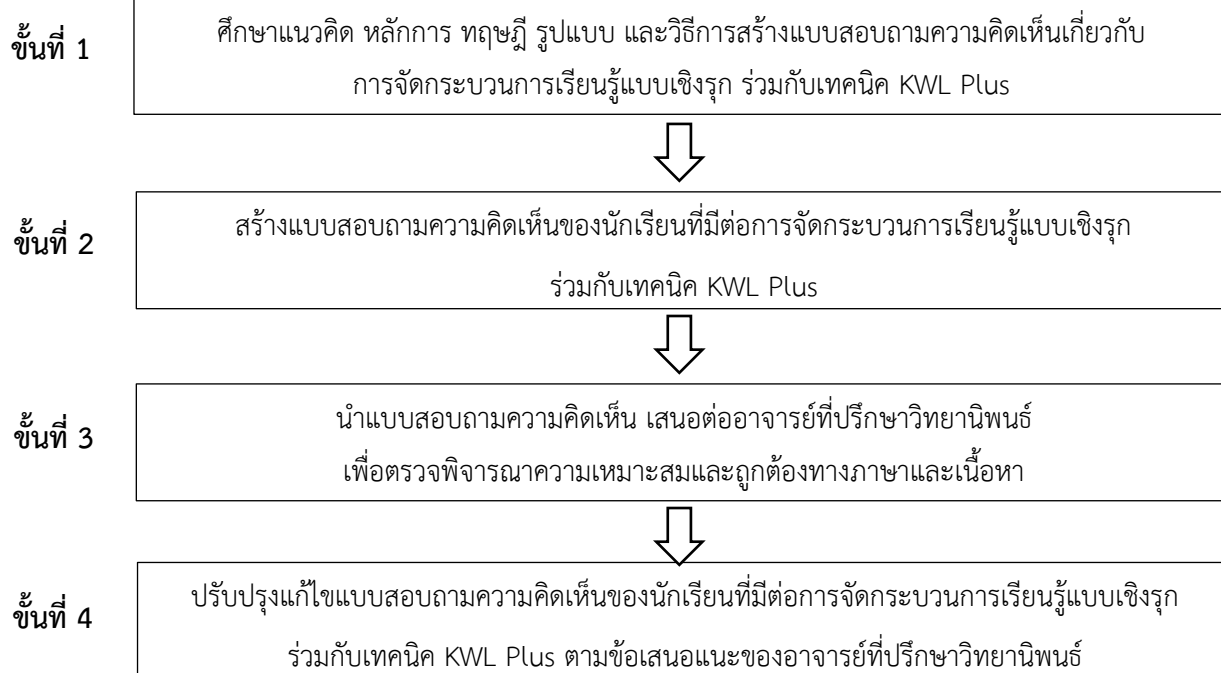 ขั้นที่ 1
ศึกษาแนวคิด หลักการ ทฤษฎี รูปแบบ และวิธีการสร้างแบบสอบถามความคิดเห็นเกี่ยวกับ
การจัดกระบวนการเรียนรู้แบบเชิงรุก ร่วมกับเทคนิค KWL Plus
ขั้นที่ 2
สร้างแบบสอบถามความคิดเห็นของนักเรียนที่มีต่อการจัดกระบวนการเรียนรู้แบบเชิงรุก
ร่วมกับเทคนิค KWL Plus
ขั้นที่ 3
นำแบบสอบถามความคิดเห็น เสนอต่ออาจารย์ที่ปรึกษาวิทยานิพนธ์
เพื่อตรวจพิจารณาความเหมาะสมและถูกต้องทางภาษาและเนื้อหา
ขั้นที่ 4
ปรับปรุงแก้ไขแบบสอบถามความคิดเห็นของนักเรียนที่มีต่อการจัดกระบวนการเรียนรู้แบบเชิงรุก
ร่วมกับเทคนิค KWL Plus ตามข้อเสนอแนะของอาจารย์ที่ปรึกษาวิทยานิพนธ์